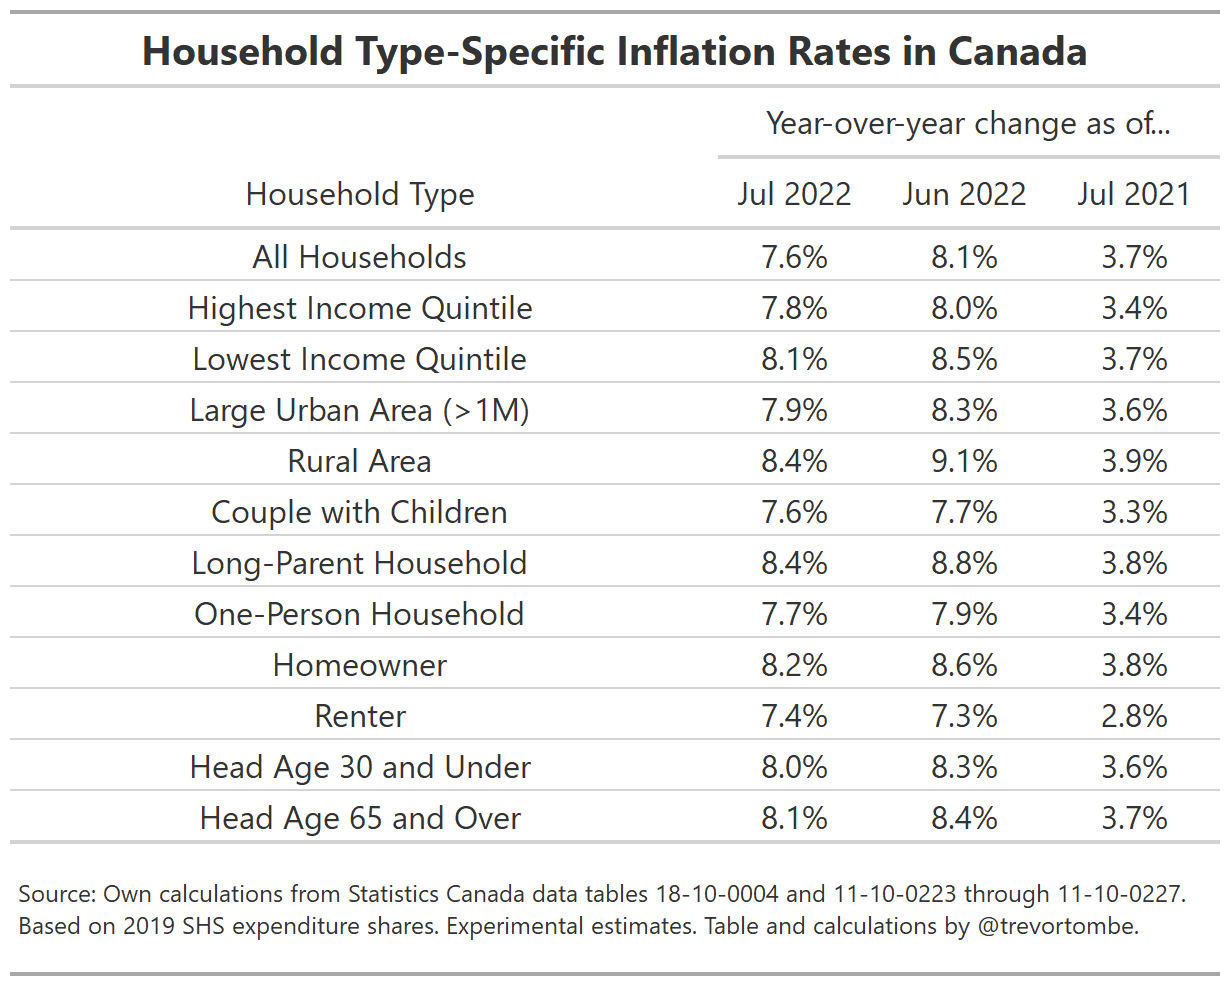 Household Type-Specific Inflation Rates in Canada
Year-over-year change as of...
Household Type Jul 2022 Jun 2022 Jul 2021
All Households 7.6% 8.1% 3.7%
Highest Income Quintile 7.8% 8.0% 3.4%
Lowest Income Quintile 8.1% 8.5% 3.7%
Large Urban Area (>1M) 7.9% 8.3% 3.6%
Rural Area 8.4% 9.1% 3.9%
Couple with Children 7.6% 7.7% 3.3%
Long-Parent Household 8.4% 8.8% 3.8%
One-Person Household 7.7% 7.9% 3.4%
Homeowner 8.2% 8.6% 3.8%
Renter 7.4% 7.3% 2.8%
Head Age 30 and Under 8.0% 8.3% 3.6%
Head Age 65 and Over 8.1% 8.4% 3.7%
Source: Own calculations from Statistics Canada data tables 18-10-0004 and 11-10-0223 through 11-10-0227.
Based on 2019 SHS expenditure shares. Experimental estimates. Table and calculations by @trevortombe.